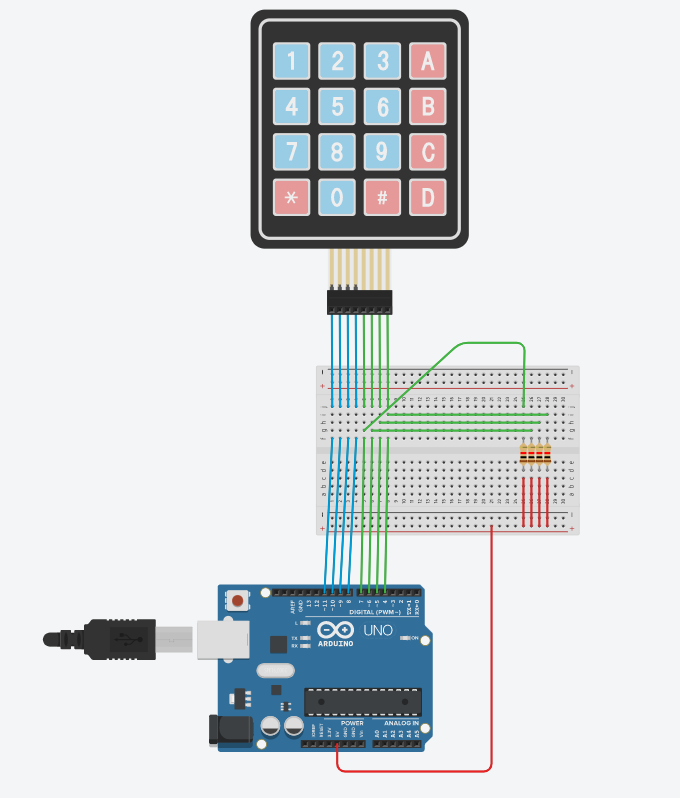 1 2 3 A
4 5 6 B
7 8 9 C
* 0 # D
AREF
GND
13
12
~11
~10
~9
8
7
~6
~5
4
~3
2
TX→1
RX←0
DIGITAL (PWM~)
L
TX
RX
UNO
ARDUINO
ON
POWER
ANALOG IN
IOREF
RESET
3.3V
5V
GND
GND
Vin
A0
A1
A2
A3
A4
A5